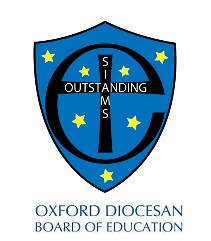 SIAMS
OUTSTANDING
OXFORD DIOCESAN
BOARD OF EDUCATION